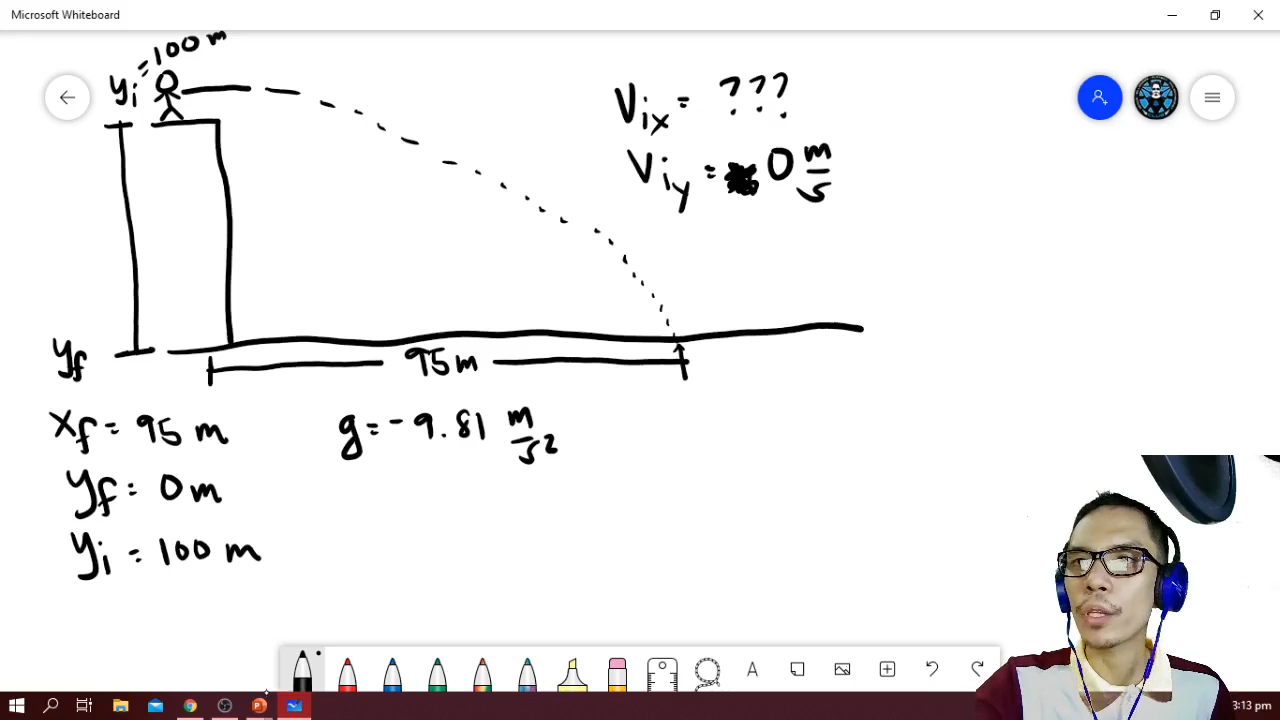 Microsoft Whiteboard
yi = 100 m
Vix = ???
Viy = 0 m/s
yf
95 m
xf = 95 m
g = -9.81 m/s²
yf = 0 m
yi = 100 m
A
3:13 pm